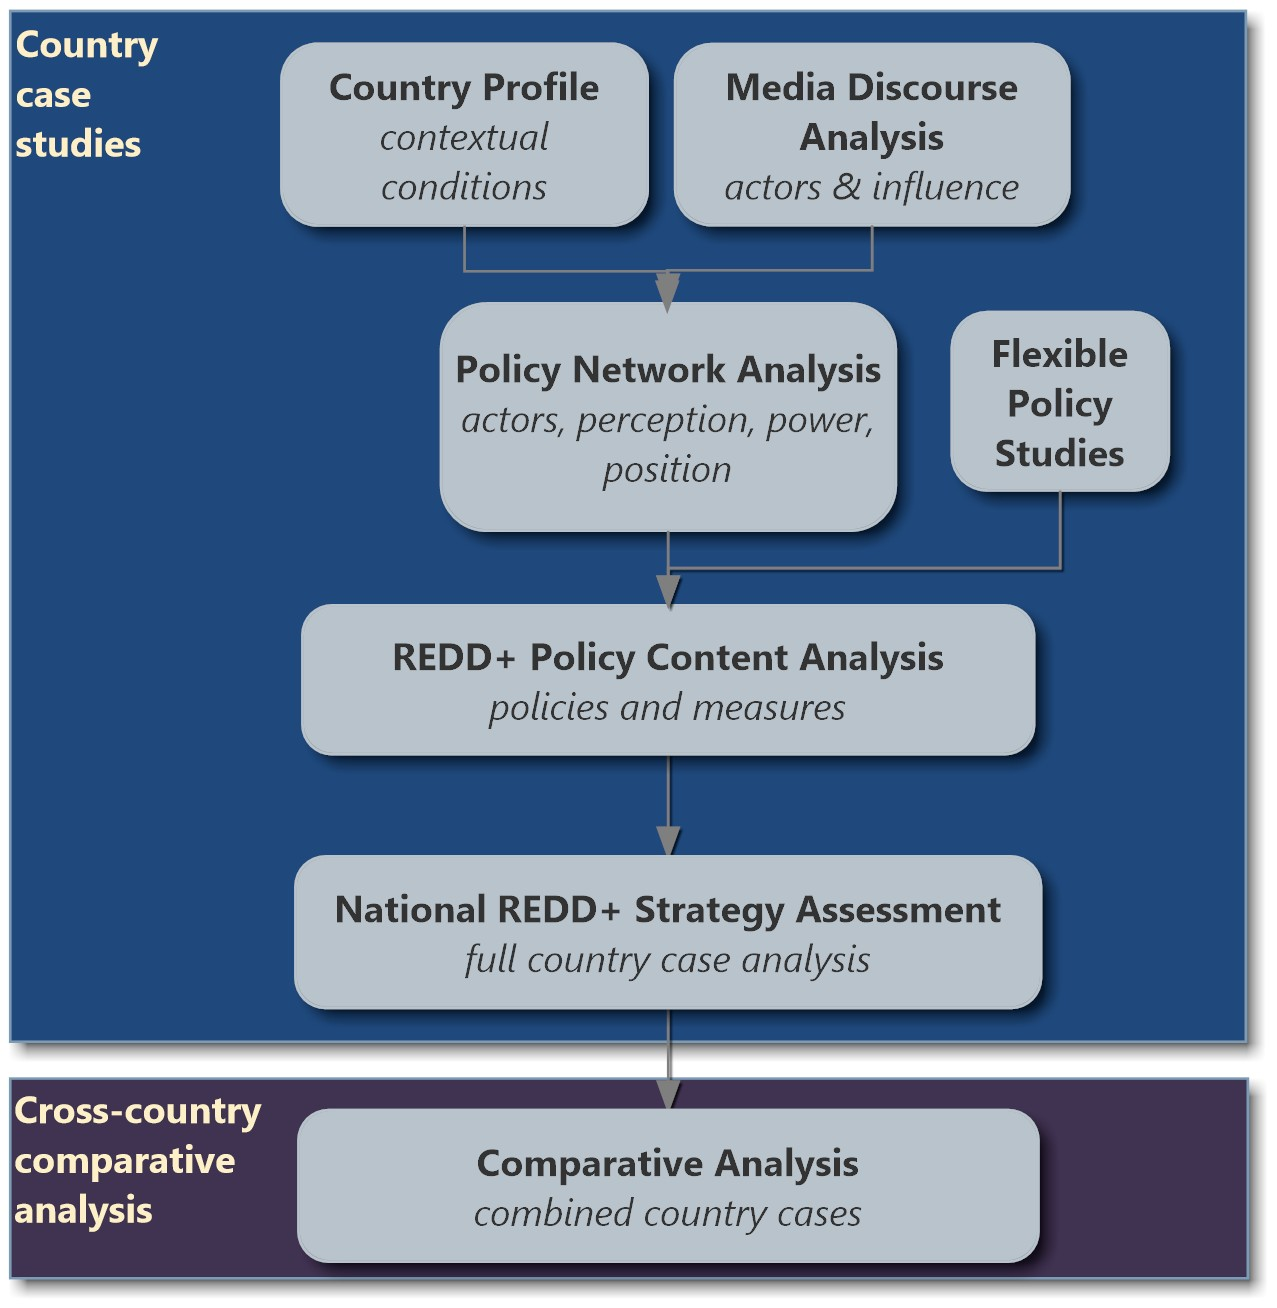 Country
case
studies
Country Profile
contextual
conditions
Media Discourse
Analysis
actors & influence
Policy Network Analysis
actors, perception, power,
position
Flexible
Policy
Studies
REDD+ Policy Content Analysis
policies and measures
National REDD+ Strategy Assessment
full country case analysis
Cross-country
comparative
analysis
Comparative Analysis
combined country cases